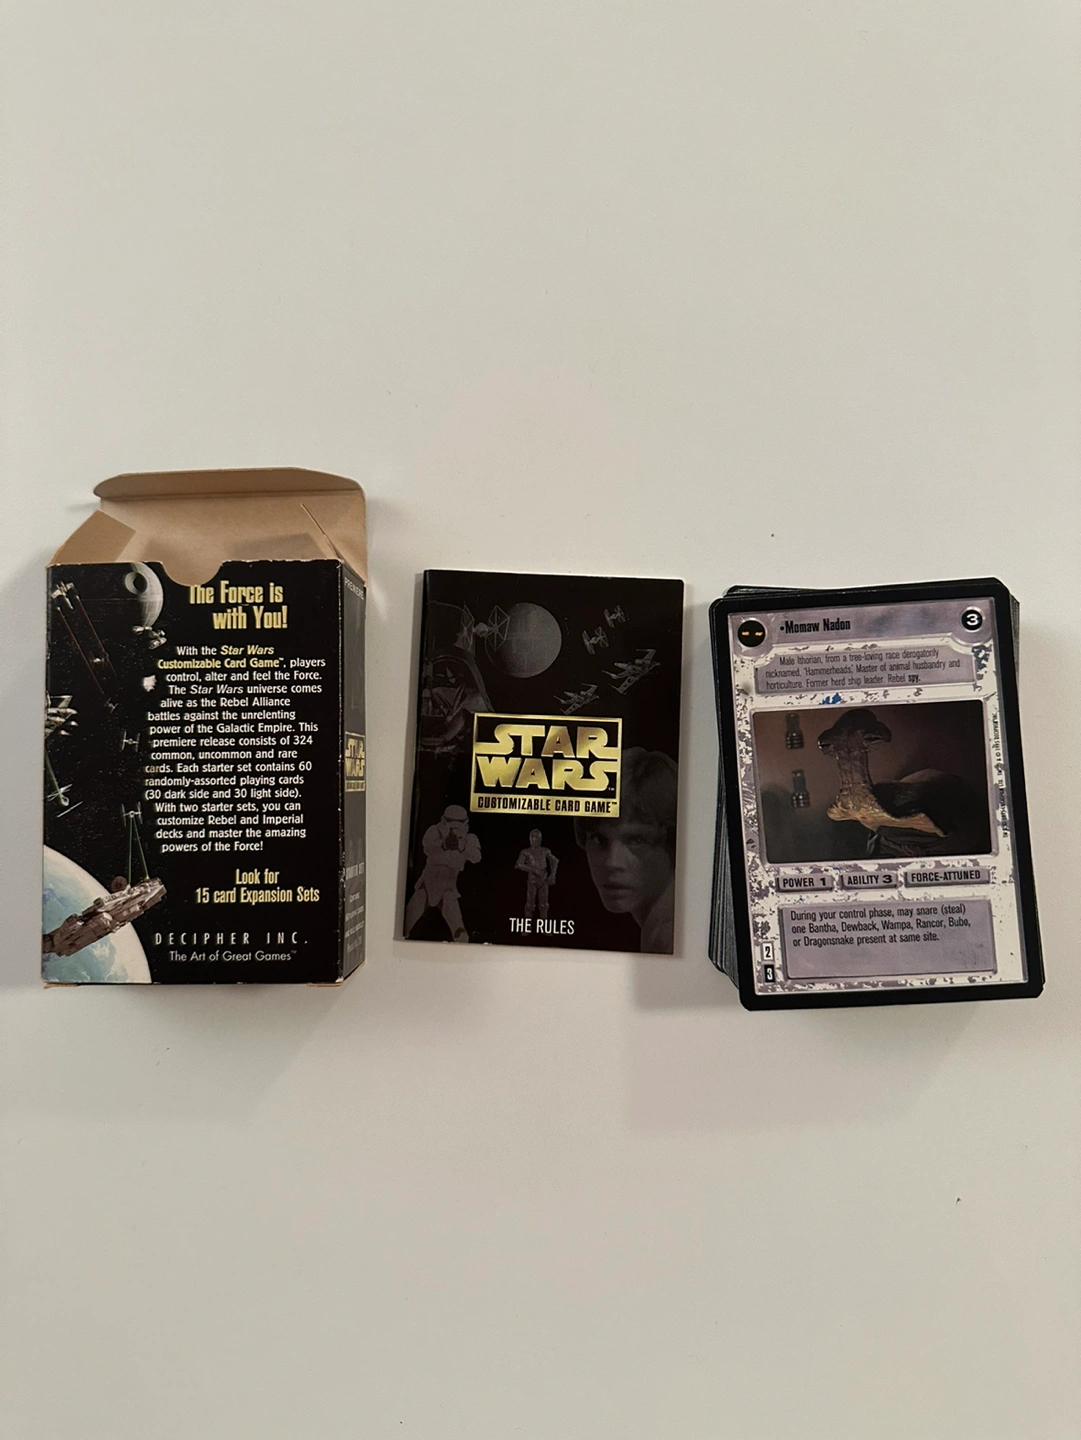 The Force is
with You!
With the Star Wars
Customizable Card Game™, players
control, alter and feel the Force.
The Star Wars universe comes
alive as the Rebel Alliance
battles against the unrelenting
power of the Galactic Empire. This
premiere release consists of 324
common, uncommon and rare
cards. Each starter set contains 60
randomly-assorted playing cards
(30 dark side and 30 light side).
With two starter sets, you can
customize Rebel and Imperial
decks and master the amazing
powers of the Force!
Look for
15 card Expansion Sets
DECIPHER INC.
The Art of Great Games™
PREMIERE
STAR
WARS
STAR
WARS™
CUSTOMIZABLE CARD GAME™
THE RULES
•Momaw Nadon
3
Male Ithorian, from a tree-loving race derogatorily
nicknamed, 'Hammerheads.' Master of animal husbandry and
horticulture. Former herd ship leader. Rebel spy.
POWER 1
ABILITY 3
FORCE-ATTUNED
During your control phase, may snare (steal)
one Bantha, Dewback, Wampa, Rancor, Bubo,
or Dragonsnake present at same site.
2
3